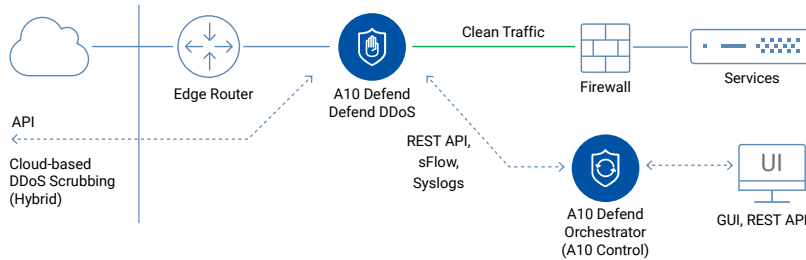 Clean Traffic
Edge Router
A10 Defend
Defend DDoS
Firewall
Services
API
Cloud-based
DDoS Scrubbing
(Hybrid)
REST API,
sFlow,
Syslogs
UI
A10 Defend
Orchestrator
(A10 Control)
GUI, REST API